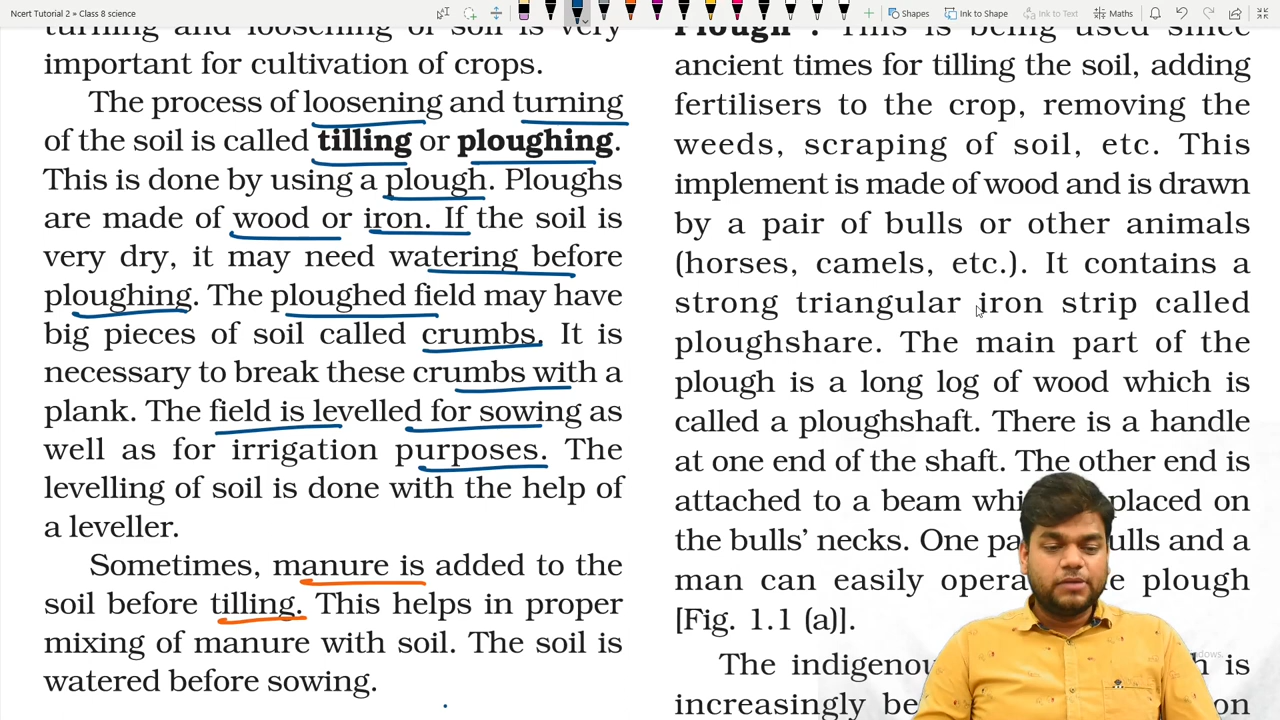 Ncert Tutorial 2 » Class 8 science
Shapes
Ink to Shape
Ink to Text
Maths
turning and loosening of soil is very
important for cultivation of crops.
The process of loosening and turning
of the soil is called tilling or ploughing.
This is done by using a plough. Ploughs
are made of wood or iron. If the soil is
very dry, it may need watering before
ploughing. The ploughed field may have
big pieces of soil called crumbs. It is
necessary to break these crumbs with a
plank. The field is levelled for sowing as
well as for irrigation purposes. The
levelling of soil is done with the help of
a leveller.
Sometimes, manure is added to the
soil before tilling. This helps in proper
mixing of manure with soil. The soil is
watered before sowing.
Plough : This is being used since
ancient times for tilling the soil, adding
fertilisers to the crop, removing the
weeds, scraping of soil, etc. This
implement is made of wood and is drawn
by a pair of bulls or other animals
(horses, camels, etc.). It contains a
strong triangular iron strip called
ploughshare. The main part of the
plough is a long log of wood which is
called a ploughshaft. There is a handle
at one end of the shaft. The other end is
attached to a beam placed on
the bulls' necks. One and a
man can easily plough
[Fig. 1.1 (a)].
The is
increasingly